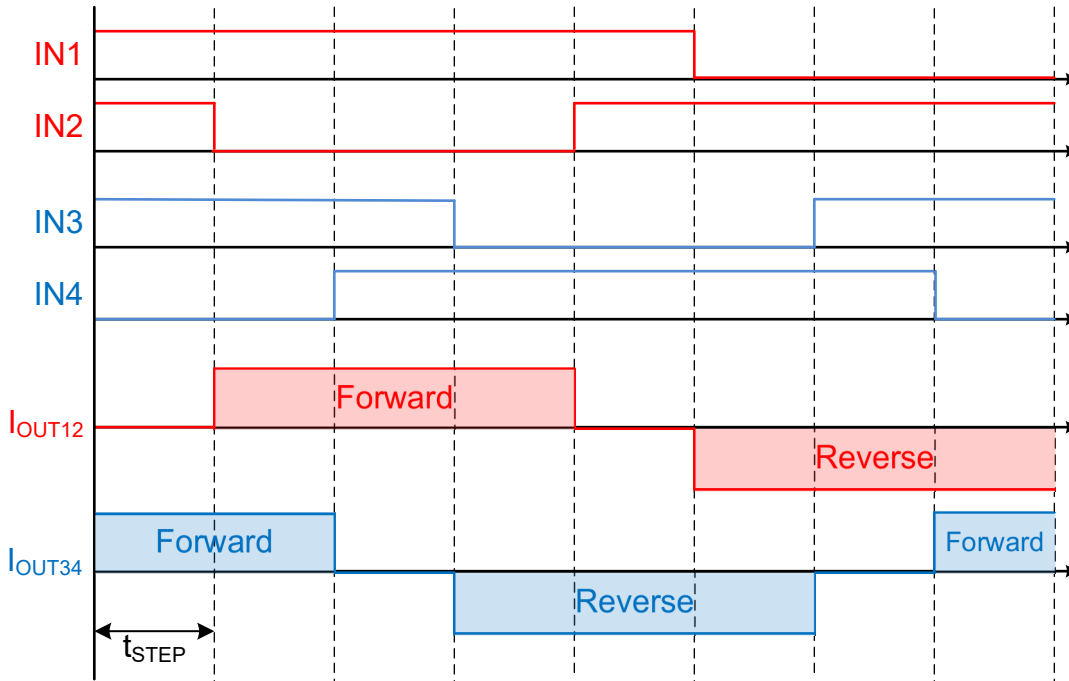 IN1
IN2
IN3
IN4
Forward
IOUT12
Reverse
Forward
Forward
IOUT34
Reverse
tSTEP